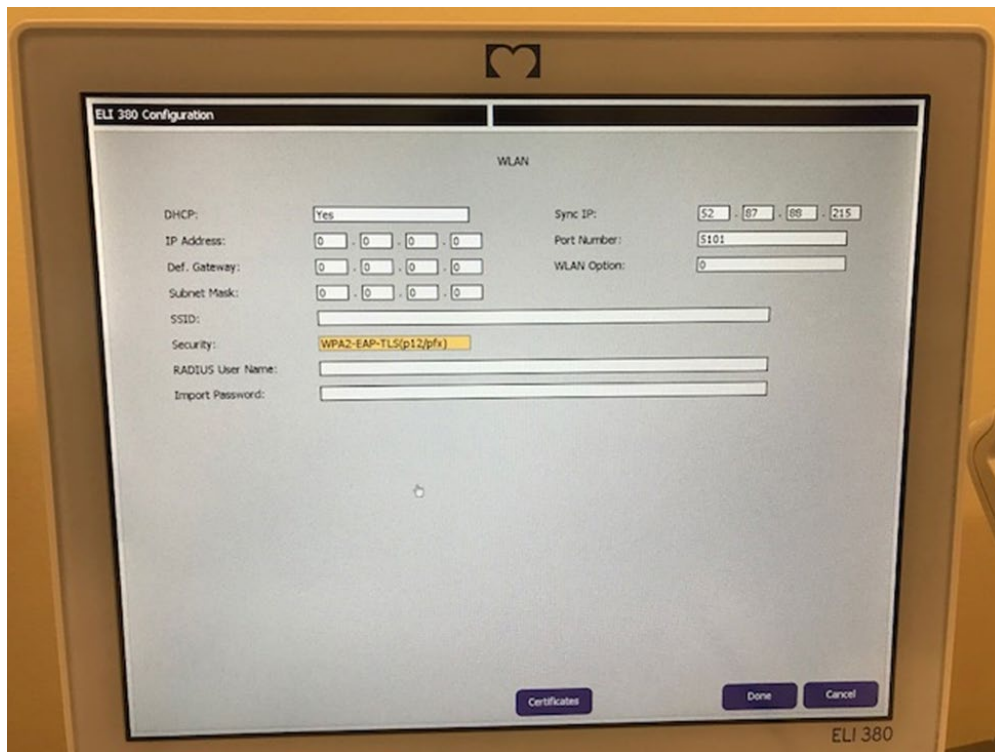 ELI 380 Configuration
WLAN
DHCP: Yes
IP Address: 0 . 0 . 0 . 0
Def. Gateway: 0 . 0 . 0 . 0
Subnet Mask: 0 . 0 . 0 . 0
SSID:
Security: WPA2-EAP-TLS(p12/pfx)
RADIUS User Name:
Import Password:
Sync IP: 52 . 87 . 88 . 215
Port Number: 5101
WLAN Option: 0
Certificates
Done
Cancel
ELI 380